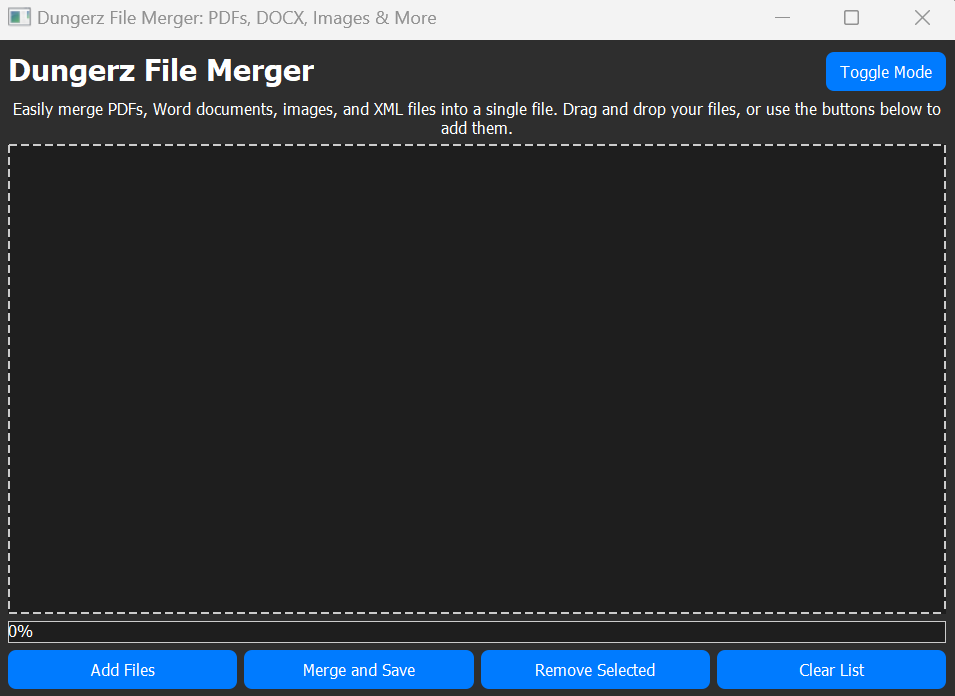 Dungerz File Merger: PDFs, DOCX, Images & More
Dungerz File Merger
Toggle Mode
Easily merge PDFs, Word documents, images, and XML files into a single file. Drag and drop your files, or use the buttons below to
add them.
0%
Add Files
Merge and Save
Remove Selected
Clear List